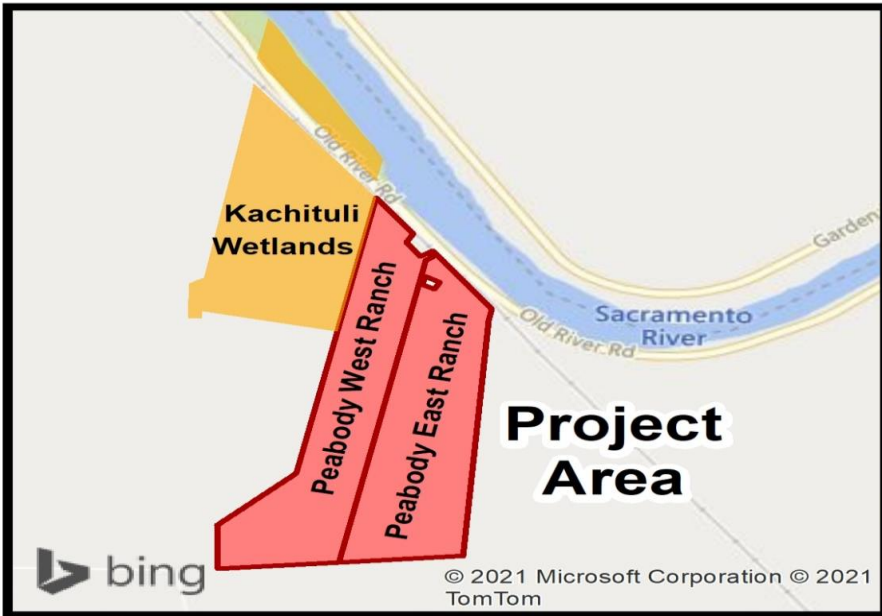 Old River Rd
Kachituli
Wetlands
Garden
Peabody West Ranch
Peabody East Ranch
Sacramento
River
Old River Rd
Project
Area
bing
© 2021 Microsoft Corporation © 2021
TomTom